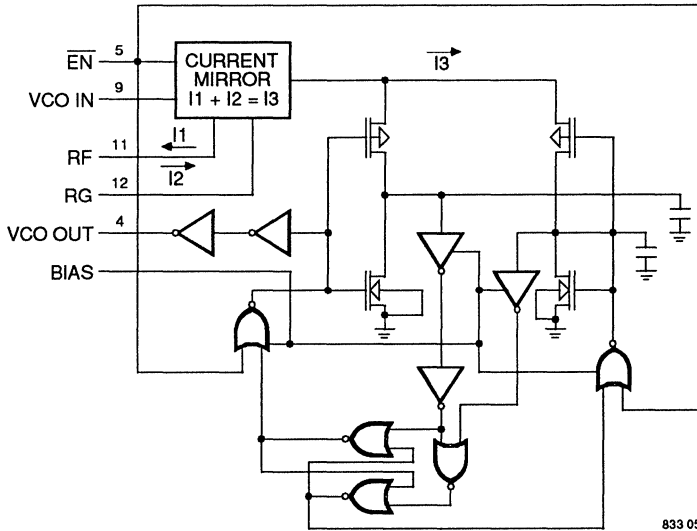 EN 5
VCO IN 9
RF 11
RG 12
VCO OUT 4
BIAS
CURRENT
MIRROR
I1 + I2 = I3
I3
I1
I2